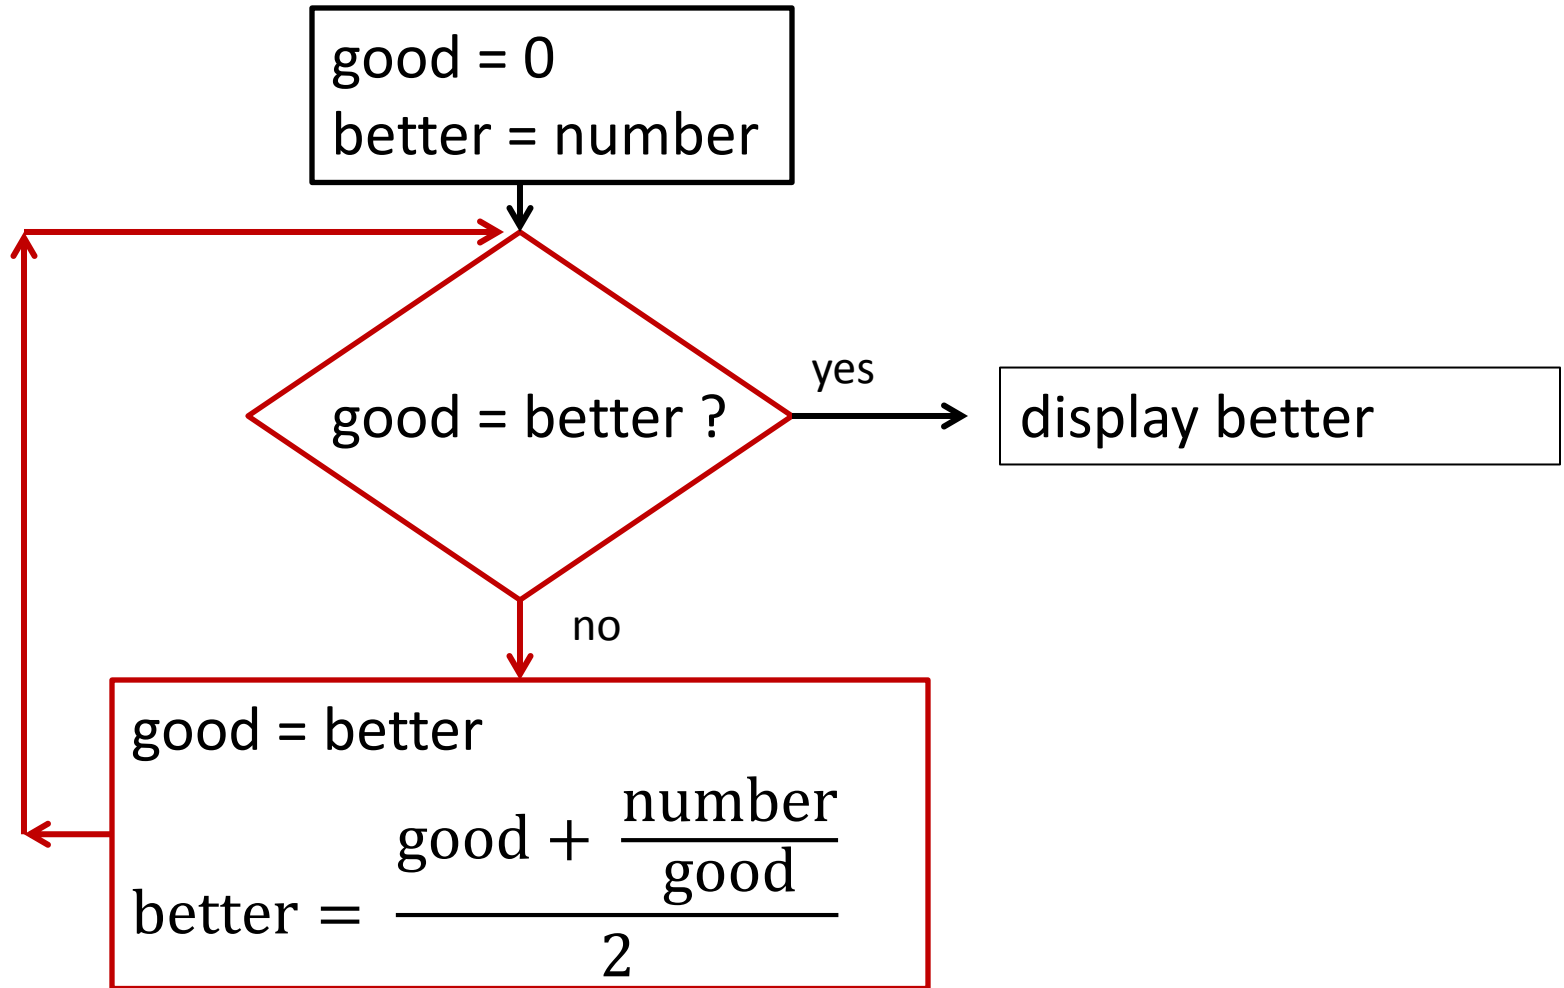 good = 0
better = number
good = better ?
yes
display better
no
good = better
better = (good + number/good)/2